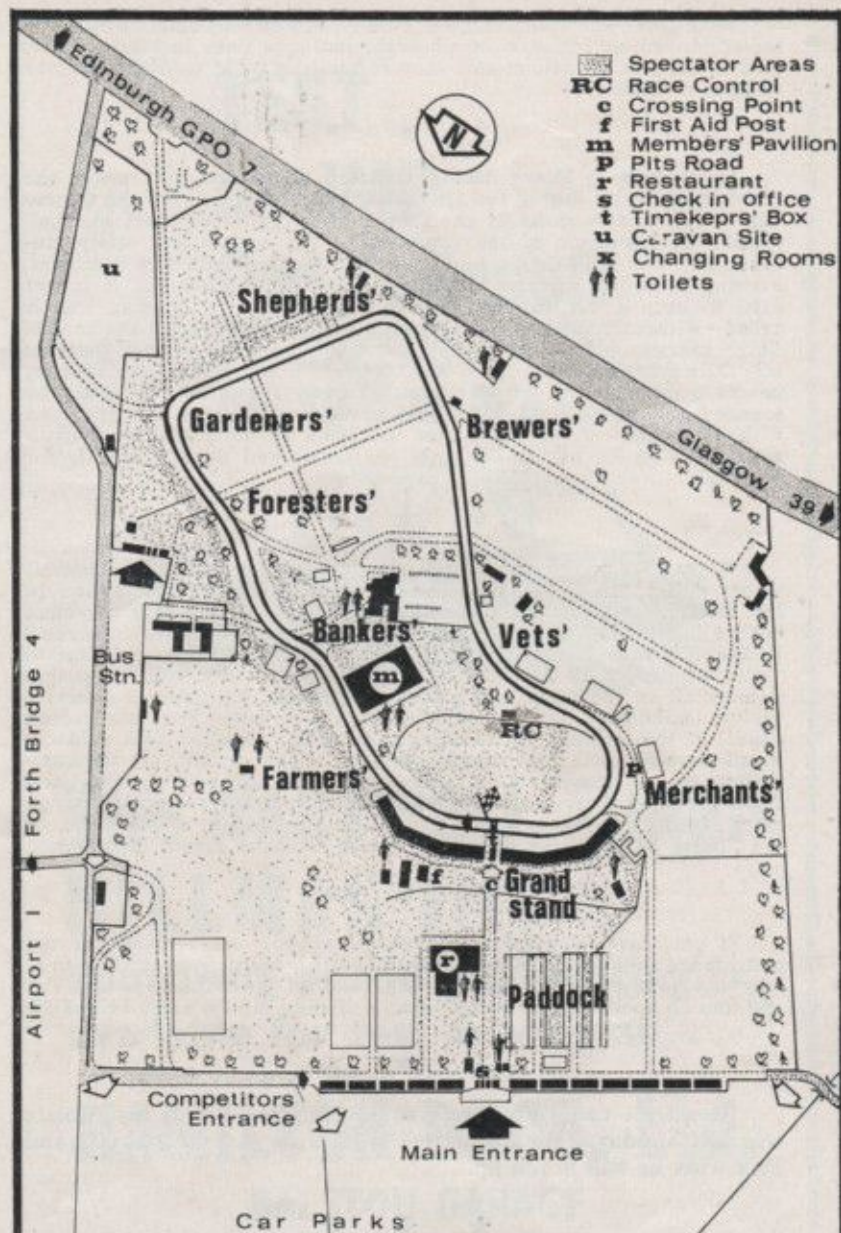 Edinburgh GPO 7
Spectator Areas
RC Race Control
c Crossing Point
f First Aid Post
m Members' Pavilion
p Pits Road
r Restaurant
s Check in office
t Timekeprs' Box
u Caravan Site
x Changing Rooms
Toilets
N
u
Shepherds'
Gardeners'
Brewers'
Glasgow 39
Foresters'
Bankers'
Vets'
Bus
Stn.
m
RC
p
Farmers'
Merchants'
Forth Bridge 4
Airport 1
t
f
c
Grand
stand
r
Paddock
s
Competitors
Entrance
Main Entrance
Car Parks